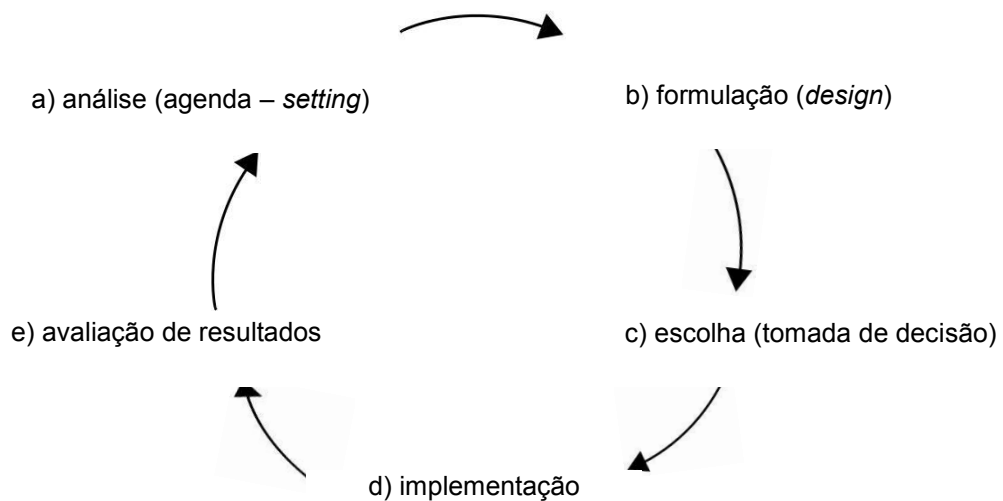 a) análise (agenda – setting)
b) formulação (design)
e) avaliação de resultados
c) escolha (tomada de decisão)
d) implementação